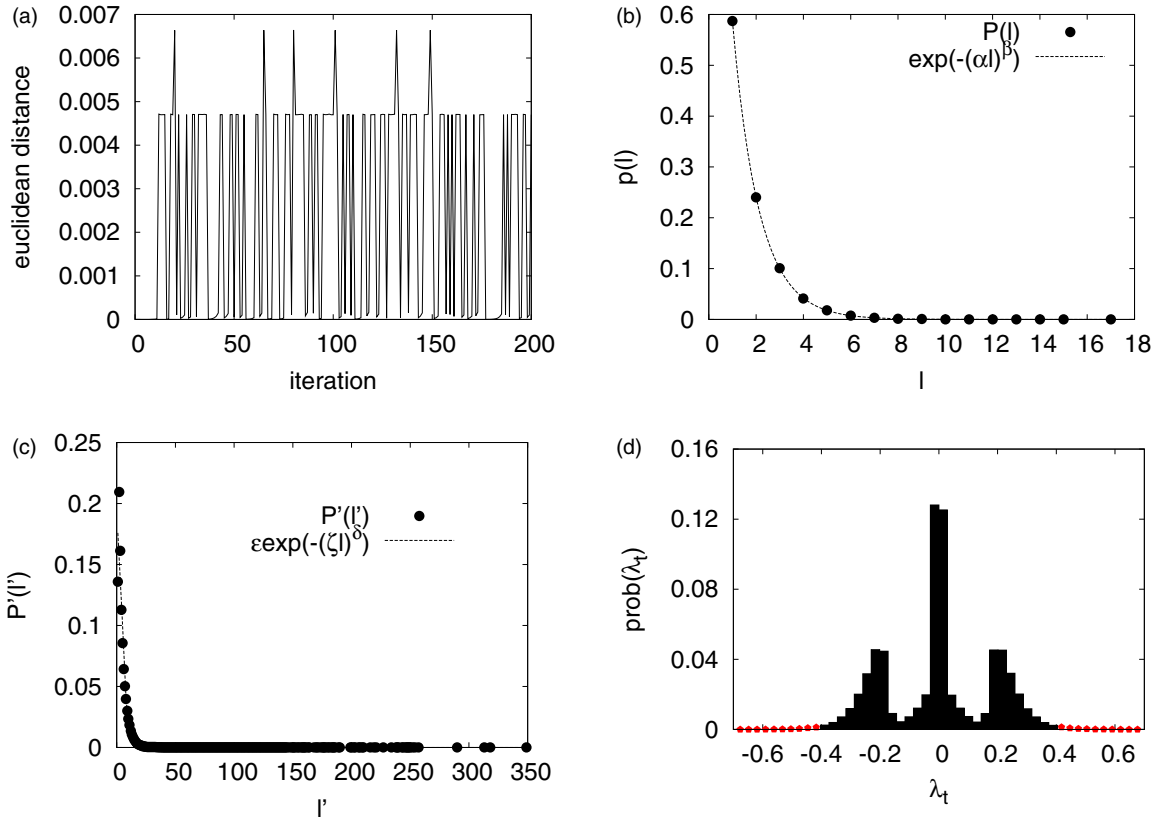 (a)
0.007
0.006
0.005
0.004
0.003
0.002
0.001
0
euclidean distance
0 50 100 150 200
iteration
(b)
0.6
0.5
0.4
0.3
0.2
0.1
0
p(l)
P(l)
exp(-(αl)^β)
0 2 4 6 8 10 12 14 16 18
l
(c)
0.25
0.2
0.15
0.1
0.05
0
P'(l')
P'(l')
εexp(-(ζl)^δ)
0 50 100 150 200 250 300 350
l'
(d)
0.16
0.12
0.08
0.04
0
prob(λ_t)
-0.6 -0.4 -0.2 0 0.2 0.4 0.6
λ_t